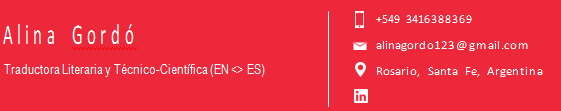 Alina Gordó
Traductora Literaria y Técnico-Científica (EN <> ES)
+549 3416388369
alinagordo123@gmail.com
Rosario, Santa Fe, Argentina
in